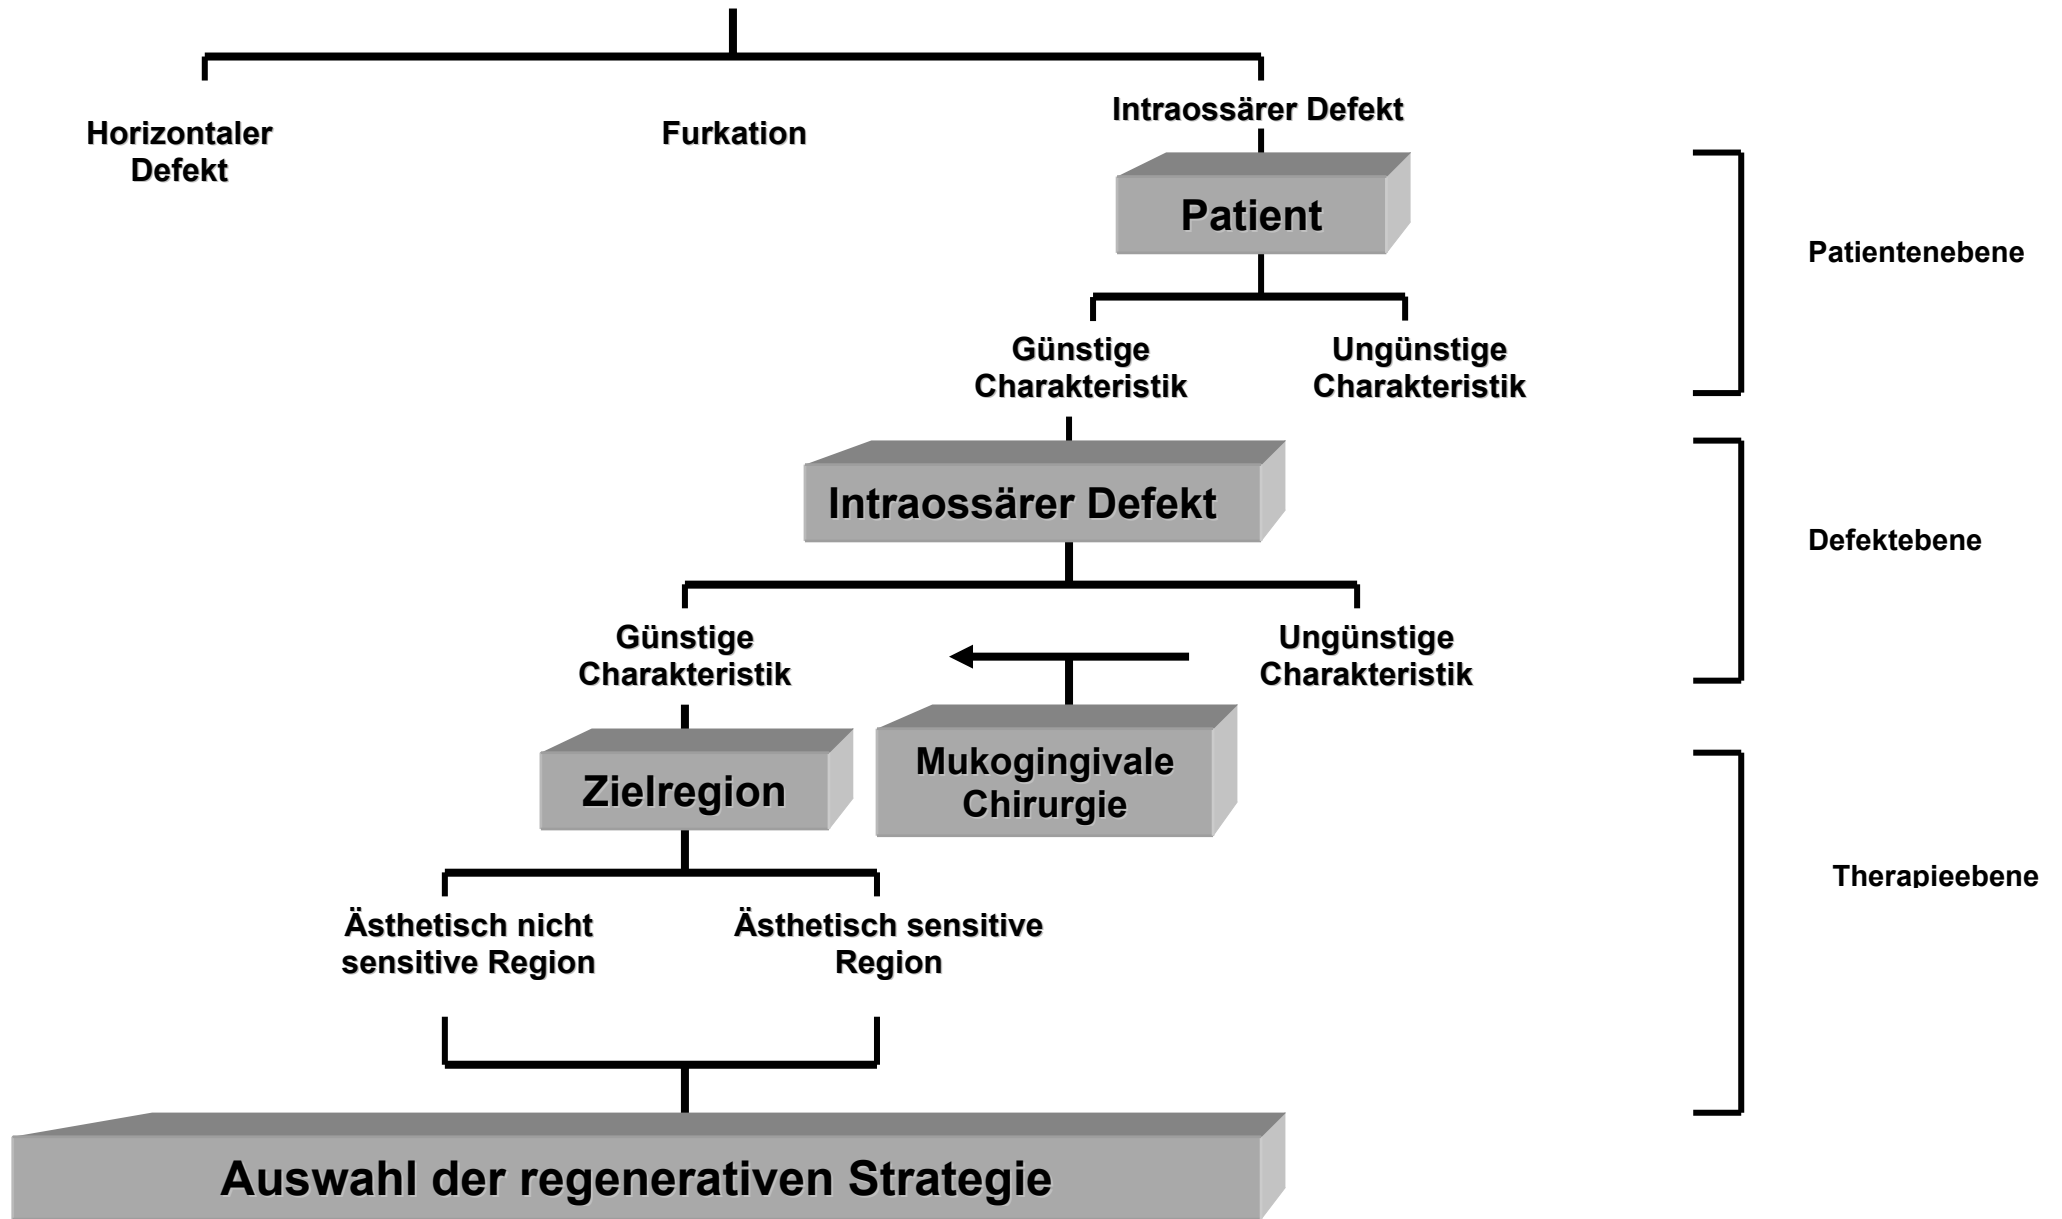 Intraossärer Defekt
Horizontaler
Defekt
Furkation
Patient
Patientenebene
Günstige
Charakteristik
Ungünstige
Charakteristik
Intraossärer Defekt
Defektebene
Günstige
Charakteristik
Ungünstige
Charakteristik
Zielregion
Mukogingivale
Chirurgie
Therapieebene
Ästhetisch nicht
sensitive Region
Ästhetisch sensitive
Region
Auswahl der regenerativen Strategie